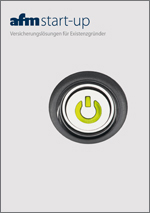 afm start-up
Versicherungslösungen für Existenzgründer